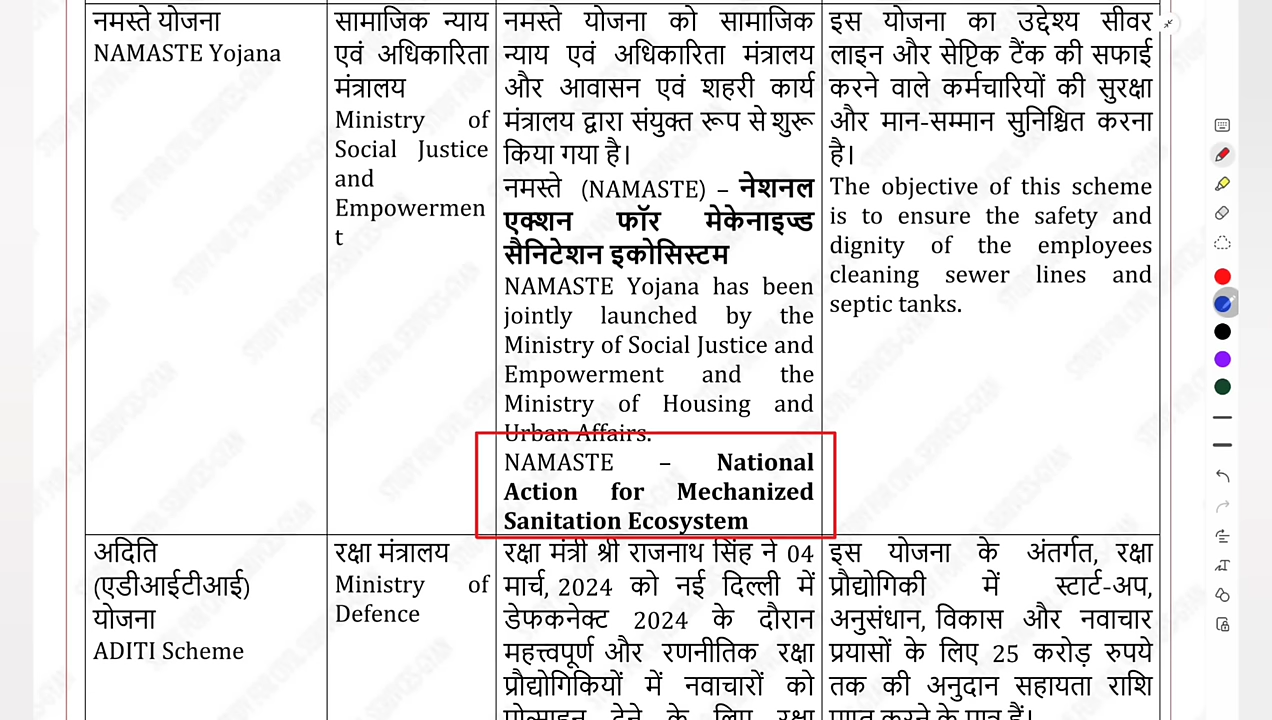 नमस्ते योजना
NAMASTE Yojana
सामाजिक न्याय
एवं अधिकारिता
मंत्रालय
Ministry of
Social Justice
and
Empowermen
t
नमस्ते योजना को सामाजिक
न्याय एवं अधिकारिता मंत्रालय
और आवासन एवं शहरी कार्य
मंत्रालय द्वारा संयुक्त रूप से शुरू
किया गया है।
नमस्ते (NAMASTE) – नेशनल
एक्शन फॉर मेकेनाइज्ड
सैनिटेशन इकोसिस्टम
NAMASTE Yojana has been
jointly launched by the
Ministry of Social Justice and
Empowerment and the
Ministry of Housing and
Urban Affairs.
NAMASTE – National
Action for Mechanized
Sanitation Ecosystem
इस योजना का उद्देश्य सीवर
लाइन और सेप्टिक टैंक की सफाई
करने वाले कर्मचारियों की सुरक्षा
और मान-सम्मान सुनिश्चित करना
है।
The objective of this scheme
is to ensure the safety and
dignity of the employees
cleaning sewer lines and
septic tanks.
अदिति
(एडीआईटीआई)
योजना
ADITI Scheme
रक्षा मंत्रालय
Ministry of
Defence
रक्षा मंत्री श्री राजनाथ सिंह ने 04
मार्च, 2024 को नई दिल्ली में
डेफकनेक्ट 2024 के दौरान
महत्त्वपूर्ण और रणनीतिक रक्षा
प्रौद्योगिकियों में नवाचारों को
प्रोत्साहन देने के लिए रक्षा
इस योजना के अंतर्गत, रक्षा
प्रौद्योगिकी में स्टार्ट-अप,
अनुसंधान, विकास और नवाचार
प्रयासों के लिए 25 करोड़ रुपये
तक की अनुदान सहायता राशि
प्राप्त करने के पात्र हैं।